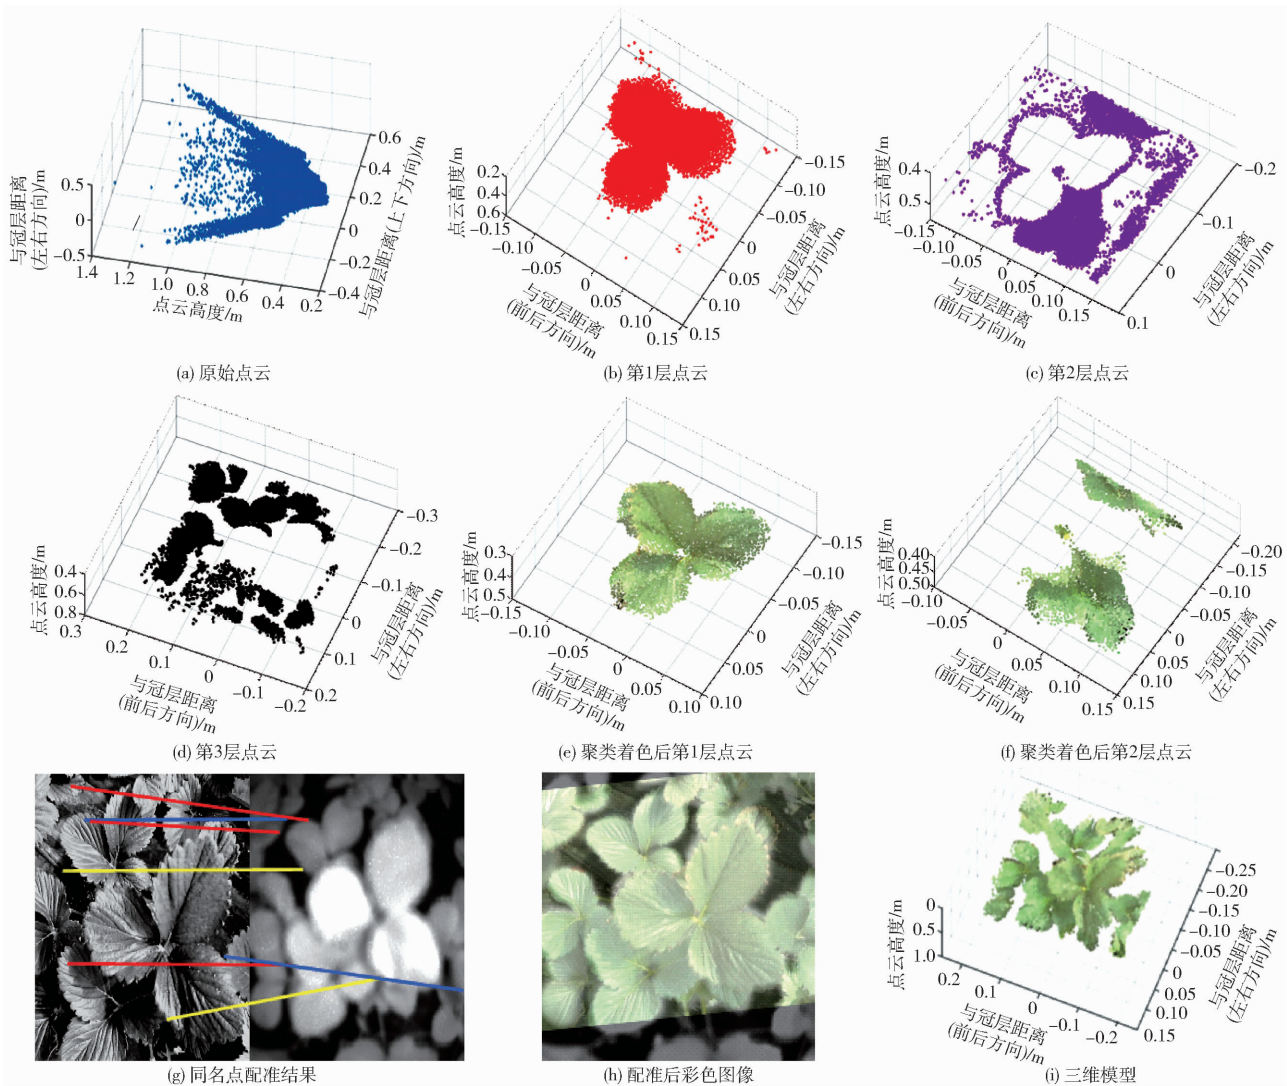 0.6
0.4
0.2
0
-0.2
-0.4
与冠层距离(上下方向)/m
0.5
0
-0.5
与冠层距离
(左右方向)/m
1.4
1.2
1.0
0.8
0.6
0.4
0.2
点云高度/m
(a) 原始点云
0.2
0.4
0.6
点云高度/m
-0.15
-0.10
-0.05
0
0.05
0.10
0.15
与冠层距离
(前后方向)/m
-0.15
-0.10
-0.05
0
0.05
0.10
0.15
与冠层距离
(左右方向)/m
(b) 第1层点云
0.4
0.5
点云高度/m
-0.15
-0.10
-0.05
0
0.05
0.10
0.15
与冠层距离
(前后方向)/m
-0.2
-0.1
0
0.1
与冠层距离
(左右方向)/m
(c) 第2层点云
0.4
0.6
0.8
点云高度/m
0.3
0.2
0.1
0
-0.1
-0.2
与冠层距离
(前后方向)/m
-0.3
-0.2
-0.1
0
0.1
0.2
与冠层距离
(左右方向)/m
(d) 第3层点云
0.3
0.4
0.5
点云高度/m
-0.15
-0.10
-0.05
0
0.05
0.10
与冠层距离
(前后方向)/m
-0.15
-0.10
-0.05
0
0.05
0.10
与冠层距离
(左右方向)/m
(e) 聚类着色后第1层点云
0.40
0.45
0.50
点云高度/m
-0.10
-0.05
0
0.05
0.10
0.15
与冠层距离
(前后方向)/m
-0.20
-0.15
-0.10
-0.05
0
0.05
0.10
0.15
与冠层距离
(左右方向)/m
(f) 聚类着色后第2层点云
(g) 同名点配准结果
(h) 配准后彩色图像
0
0.5
1.0
点云高度/m
0.2
0.1
0
-0.1
-0.2
与冠层距离
(前后方向)/m
-0.25
-0.20
-0.15
-0.10
-0.05
0
0.05
0.10
0.15
与冠层距离
(左右方向)/m
(i) 三维模型